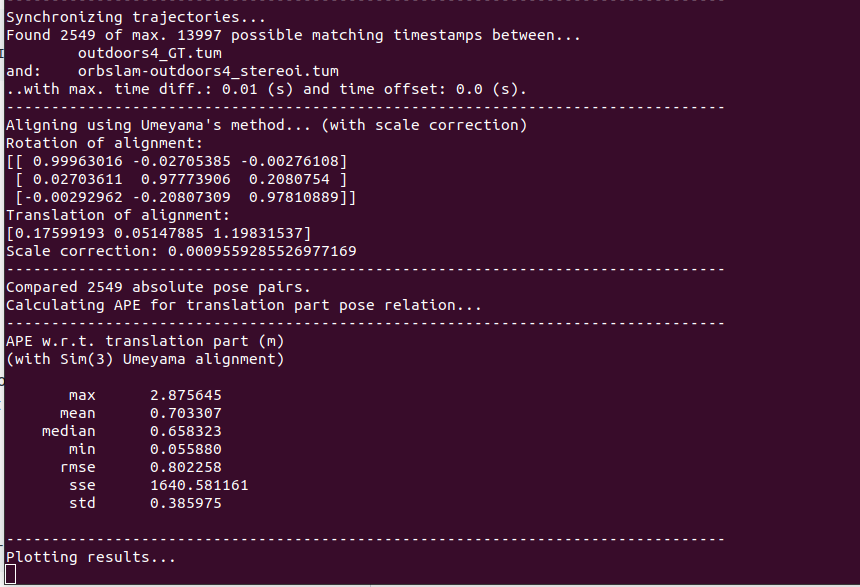 --------------------------------------------------------------------------------
Synchronizing trajectories...
Found 2549 of max. 13997 possible matching timestamps between...
        outdoors4_GT.tum
and:    orbslam-outdoors4_stereoi.tum
..with max. time diff.: 0.01 (s) and time offset: 0.0 (s).
--------------------------------------------------------------------------------
Aligning using Umeyama's method... (with scale correction)
Rotation of alignment:
[[ 0.99963016 -0.02705385 -0.00276108]
 [ 0.02703611  0.97773906  0.2080754 ]
 [-0.00292962 -0.20807309  0.97810889]]
Translation of alignment:
[0.17599193 0.05147885 1.19831537]
Scale correction: 0.0009559285526977169
--------------------------------------------------------------------------------
Compared 2549 absolute pose pairs.
Calculating APE for translation part pose relation...
--------------------------------------------------------------------------------
APE w.r.t. translation part (m)
(with Sim(3) Umeyama alignment)
       max      2.875645
      mean      0.703307
    median      0.658323
       min      0.055880
      rmse      0.802258
       sse      1640.581161
       std      0.385975
--------------------------------------------------------------------------------
Plotting results...